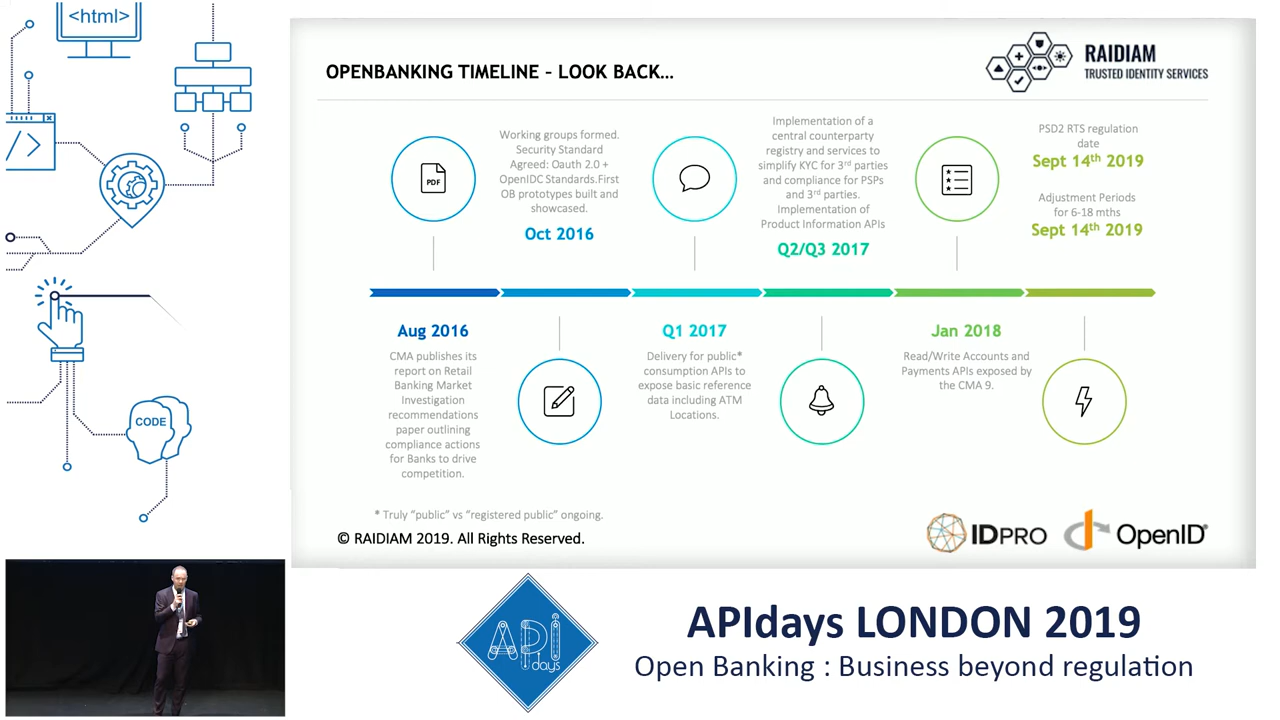 <html>
</>
CODE
OPENBANKING TIMELINE – LOOK BACK...
RAIDIAM
TRUSTED IDENTITY SERVICES
PDF
Working groups formed.
Security Standard
Agreed: Oauth 2.0 +
OpenIDC Standards.First
OB prototypes built and
showcased.
Oct 2016
Implementation of a
central counterparty
registry and services to
simplify KYC for 3rd parties
and compliance for PSPs
and 3rd parties.
Implementation of
Product Information APIs
Q2/Q3 2017
PSD2 RTS regulation
date
Sept 14th 2019
Adjustment Periods
for 6-18 mths
Sept 14th 2019
Aug 2016
CMA publishes its
report on Retail
Banking Market
Investigation
recommendations
paper outlining
compliance actions
for Banks to drive
competition.
Q1 2017
Delivery for public*
consumption APIs to
expose basic reference
data including ATM
Locations.
Jan 2018
Read/Write Accounts and
Payments APIs exposed by
the CMA 9.
* Truly "public" vs "registered public" ongoing.
© RAIDIAM 2019. All Rights Reserved.
IDPRO
OpenID®
API
days
APIdays LONDON 2019
Open Banking : Business beyond regulation